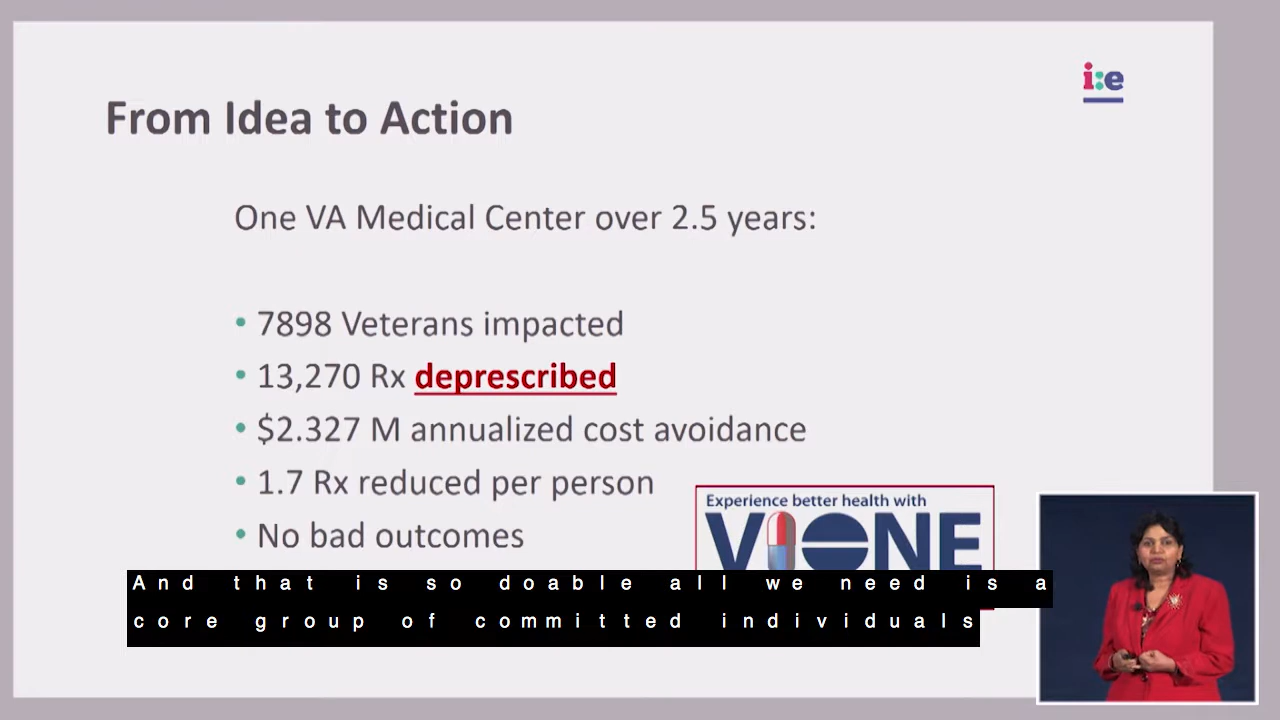 i:e
From Idea to Action
One VA Medical Center over 2.5 years:
• 7898 Veterans impacted
• 13,270 Rx deprescribed
• $2.327 M annualized cost avoidance
• 1.7 Rx reduced per person
• No bad outcomes
Experience better health with
VIONE
And that is so doable all we need is a
core group of committed individuals